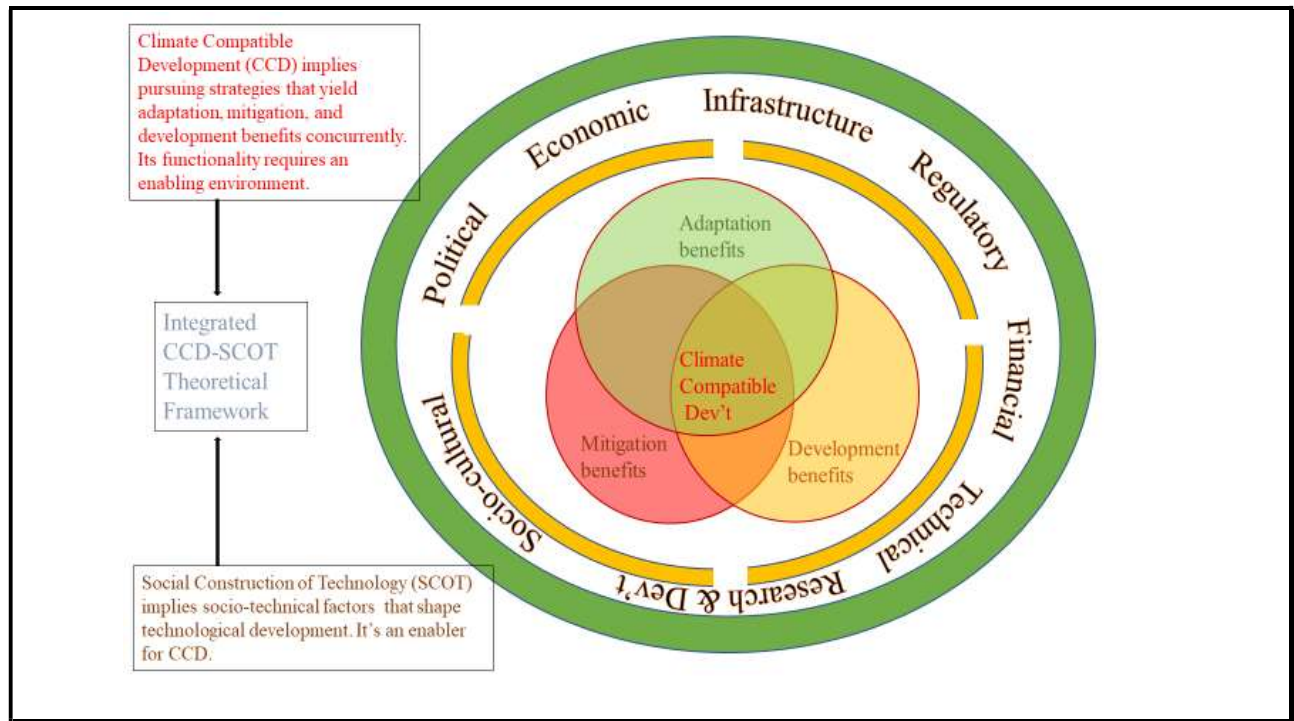 Climate Compatible
Development (CCD) implies
pursuing strategies that yield
adaptation, mitigation, and
development benefits concurrently.
Its functionality requires an
enabling environment.
Integrated
CCD-SCOT
Theoretical
Framework
Social Construction of Technology (SCOT)
implies socio-technical factors that shape
technological development. It's an enabler
for CCD.
Political
Economic
Infrastructure
Regulatory
Financial
Technical
Research & Dev't
Socio-cultural
Adaptation
benefits
Climate
Compatible
Dev't
Mitigation
benefits
Development
benefits